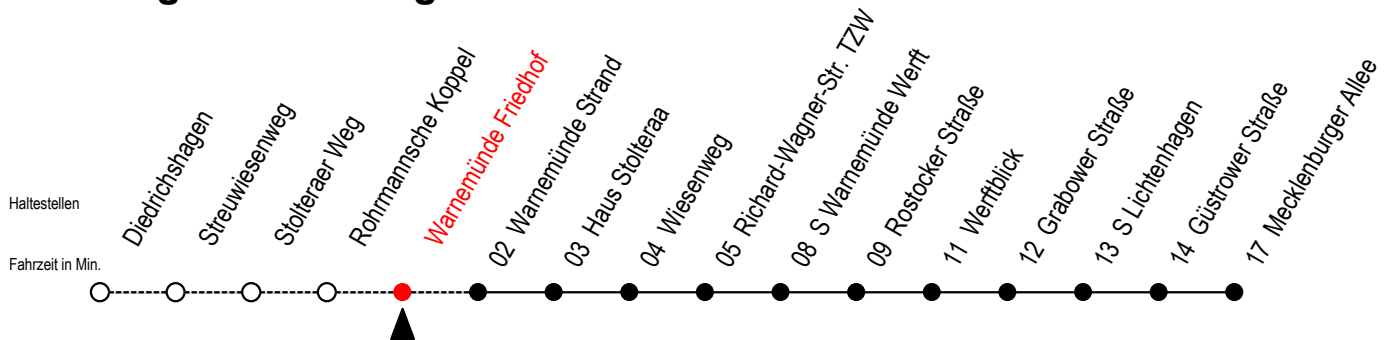 Haltestellen
Fahrzeit in Min.
Diedrichshagen
Streuwiesenweg
Stolteraer Weg
Rohrmannsche Koppel
Warnemünde Friedhof
02 Warnemünde Strand
03 Haus Stolteraa
04 Wiesenweg
05 Richard-Wagner-Str. TZW
08 S Warnemünde Werft
09 Rostocker Straße
11 Werftblick
12 Grabower Straße
13 S Lichtenhagen
14 Güstrower Straße
17 Mecklenburger Allee